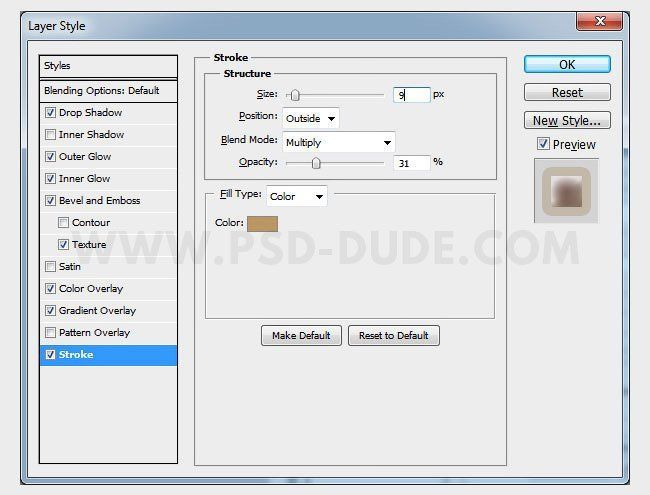 Layer Style
Styles
Blending Options: Default
Drop Shadow
Inner Shadow
Outer Glow
Inner Glow
Bevel and Emboss
Contour
Texture
Satin
Color Overlay
Gradient Overlay
Pattern Overlay
Stroke
Stroke
Structure
Size: 9 px
Position: Outside
Blend Mode: Multiply
Opacity: 31 %
Fill Type: Color
Color:
Make Default Reset to Default
OK
Reset
New Style...
Preview
WWW.PSD-DUDE.COM